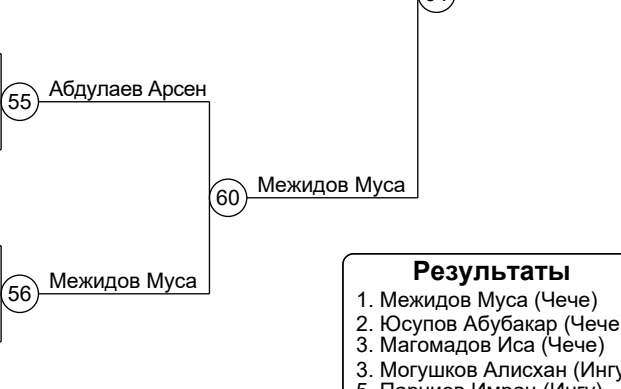 55
Абдулаев Арсен
60
Межидов Муса
56
Межидов Муса
Результаты
1. Межидов Муса (Чече)
2. Юсупов Абубакар (Чече
3. Магомадов Иса (Чече)
3. Могушков Алисхан (Ингу